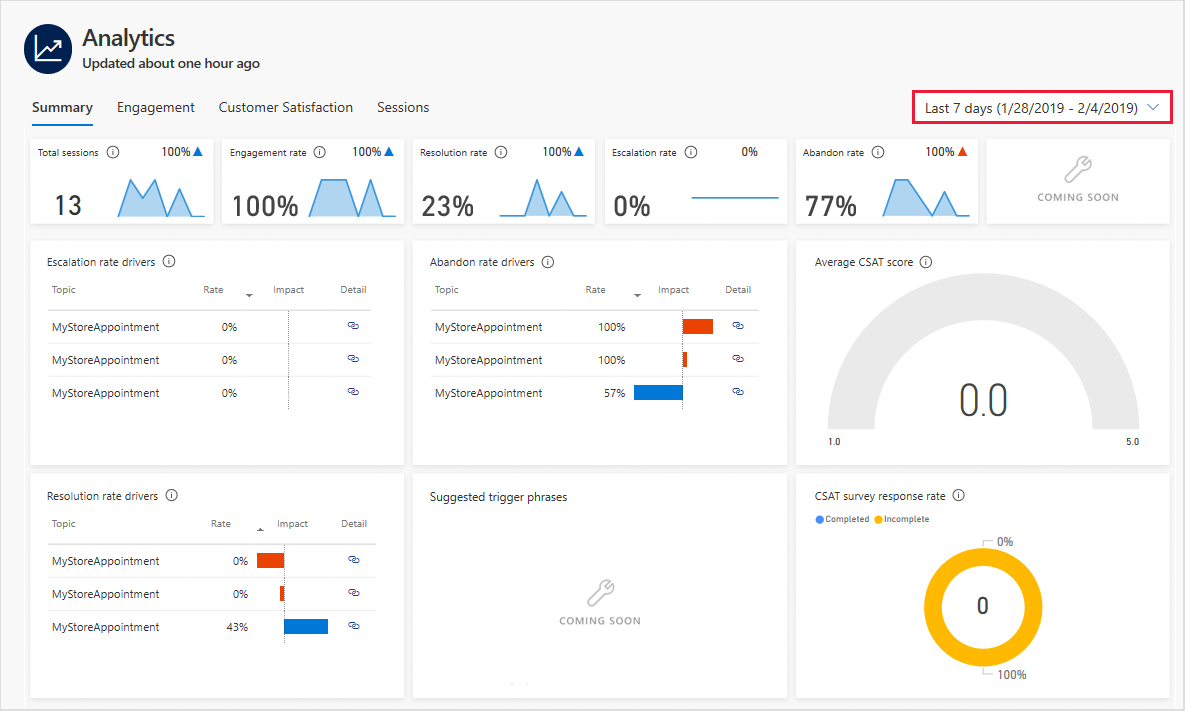 Analytics
Updated about one hour ago
Summary Engagement Customer Satisfaction Sessions
Last 7 days (1/28/2019 - 2/4/2019)
Total sessions 100%
13
Engagement rate 100%
100%
Resolution rate 100%
23%
Escalation rate 0%
0%
Abandon rate 100%
77%
COMING SOON
Escalation rate drivers
Topic Rate Impact Detail
MyStoreAppointment 0%
MyStoreAppointment 0%
MyStoreAppointment 0%
Abandon rate drivers
Topic Rate Impact Detail
MyStoreAppointment 100%
MyStoreAppointment 100%
MyStoreAppointment 57%
Average CSAT score
0.0
1.0 5.0
Resolution rate drivers
Topic Rate Impact Detail
MyStoreAppointment 0%
MyStoreAppointment 0%
MyStoreAppointment 43%
Suggested trigger phrases
COMING SOON
CSAT survey response rate
Completed Incomplete
0%
0
100%